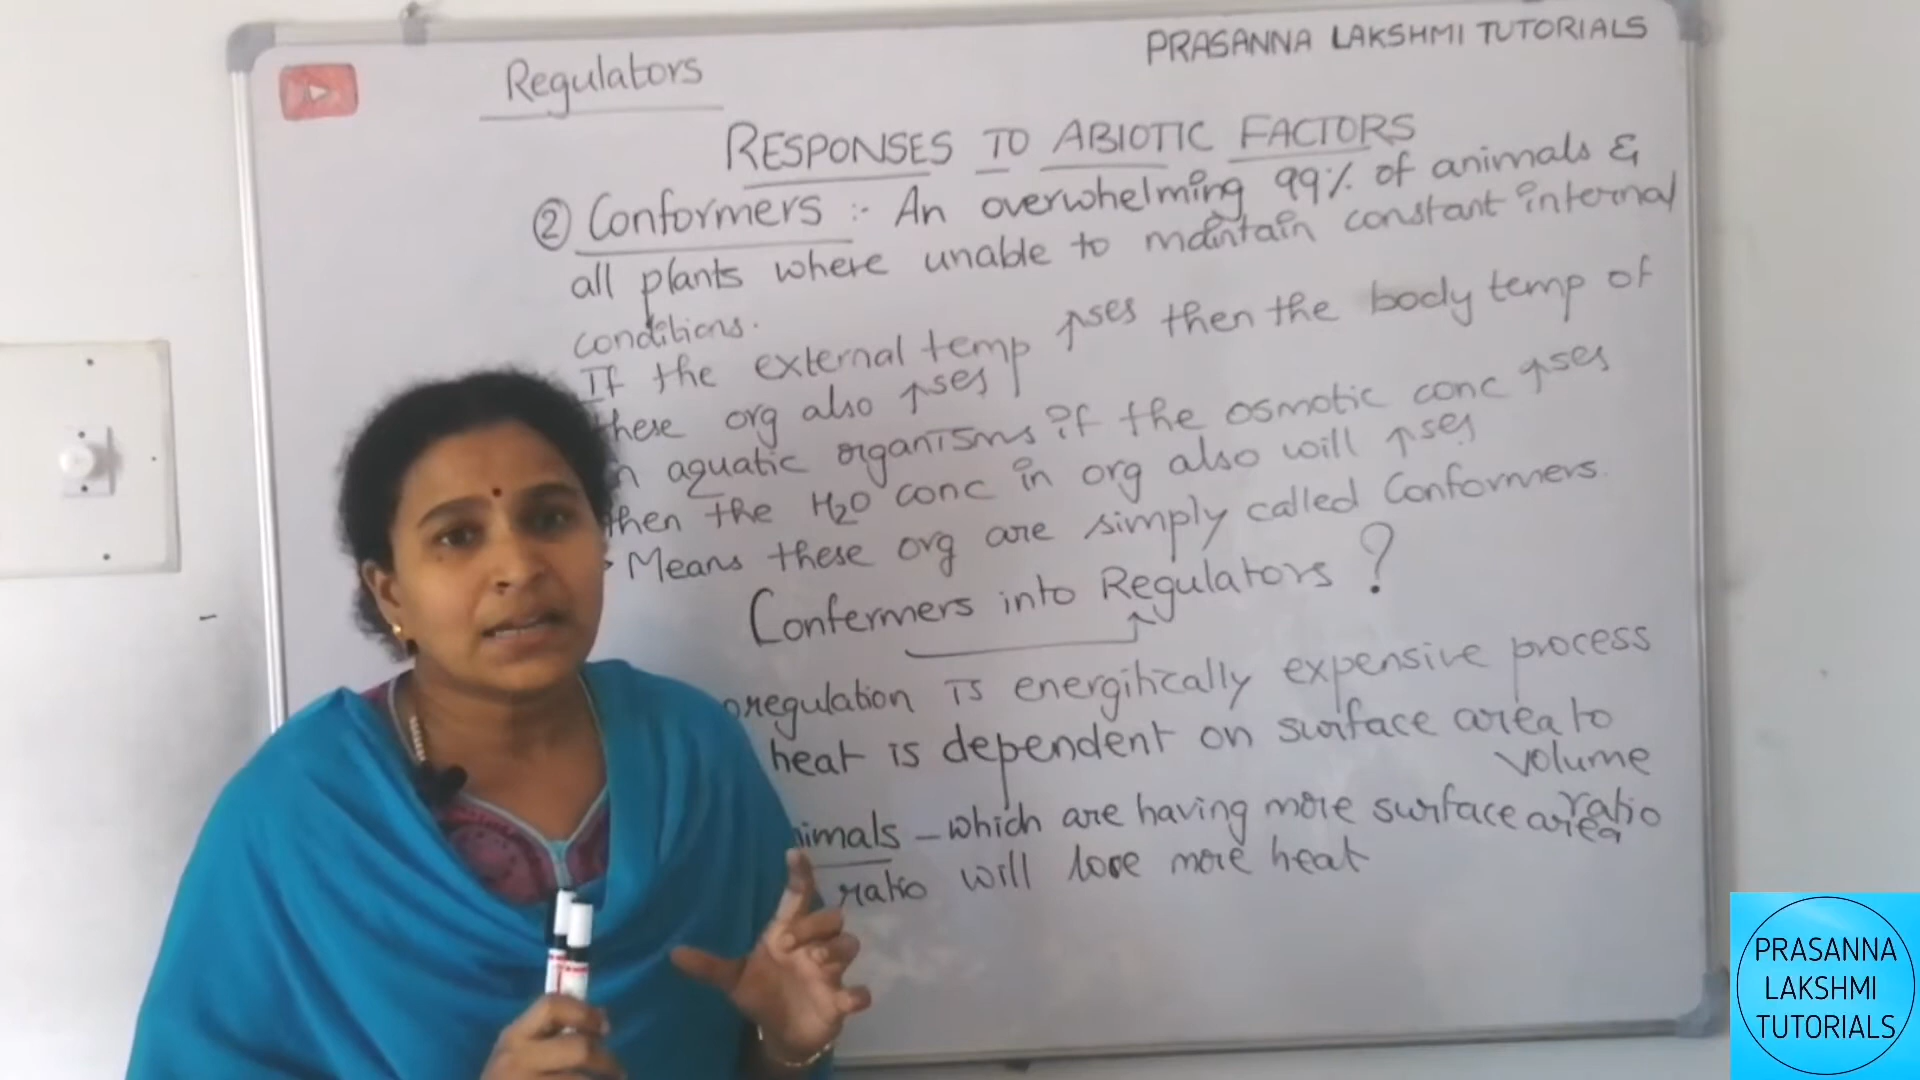 PRASANNA LAKSHMI TUTORIALS
Regulators
RESPONSES TO ABIOTIC FACTORS
② Conformers :- An overwhelming 99% of animals &
all plants where unable to maintain constant internal
conditions.
If the external temp ↑ses then the body temp of
these org also ↑ses
n aquatic organisms if the osmotic conc ↑ses
then the H2O conc in org also will ↑ses
• Means these org are simply called Conformers.
Confermers into Regulators ?
oregulation is energitically expensive process
heat is dependent on surface area to
volume
ratio
nimals - which are having more surface area
ratio will lose more heat
PRASANNA
LAKSHMI
TUTORIALS